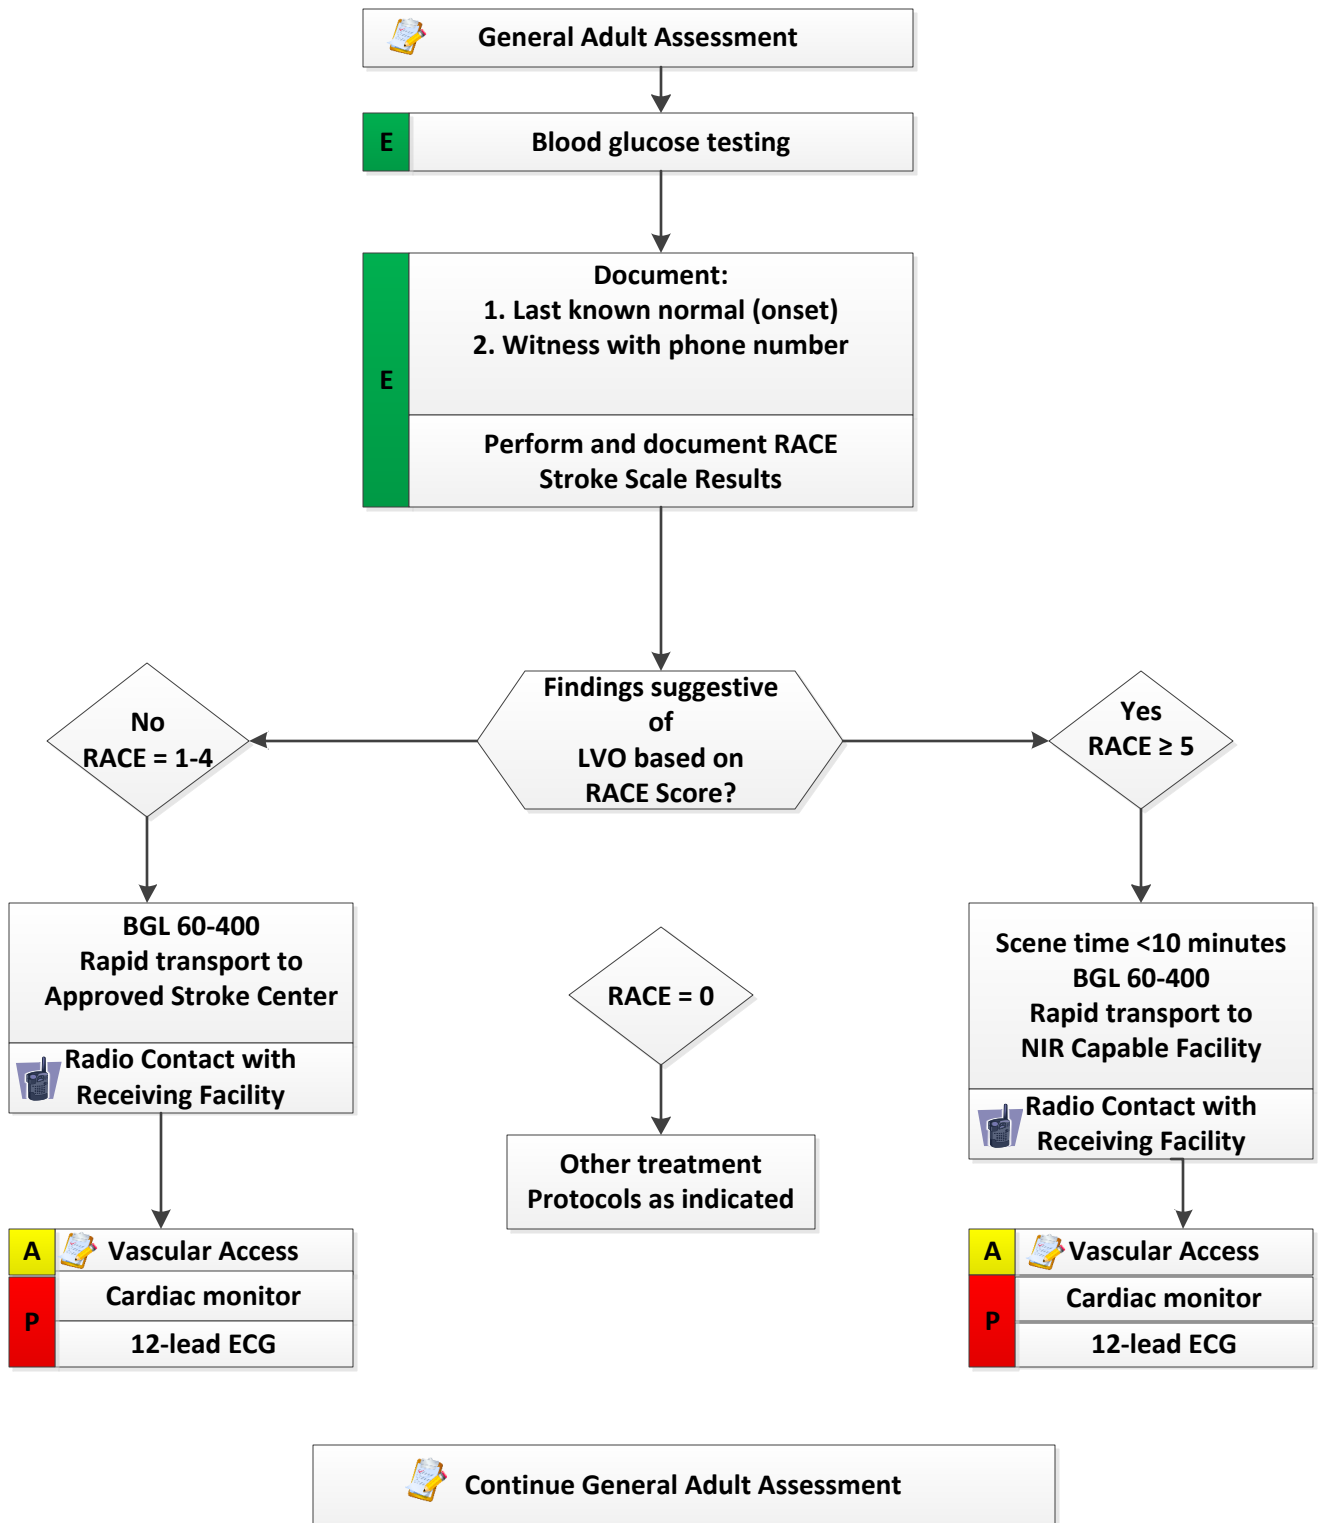 General Adult Assessment
E
Blood glucose testing
E
Document:
1. Last known normal (onset)
2. Witness with phone number
Perform and document RACE
Stroke Scale Results
Findings suggestive
of
LVO based on
RACE Score?
No
RACE = 1-4
Yes
RACE ≥ 5
BGL 60-400
Rapid transport to
Approved Stroke Center
Radio Contact with
Receiving Facility
A
Vascular Access
P
Cardiac monitor
12-lead ECG
RACE = 0
Other treatment
Protocols as indicated
Scene time <10 minutes
BGL 60-400
Rapid transport to
NIR Capable Facility
Radio Contact with
Receiving Facility
A
Vascular Access
P
Cardiac monitor
12-lead ECG
Continue General Adult Assessment